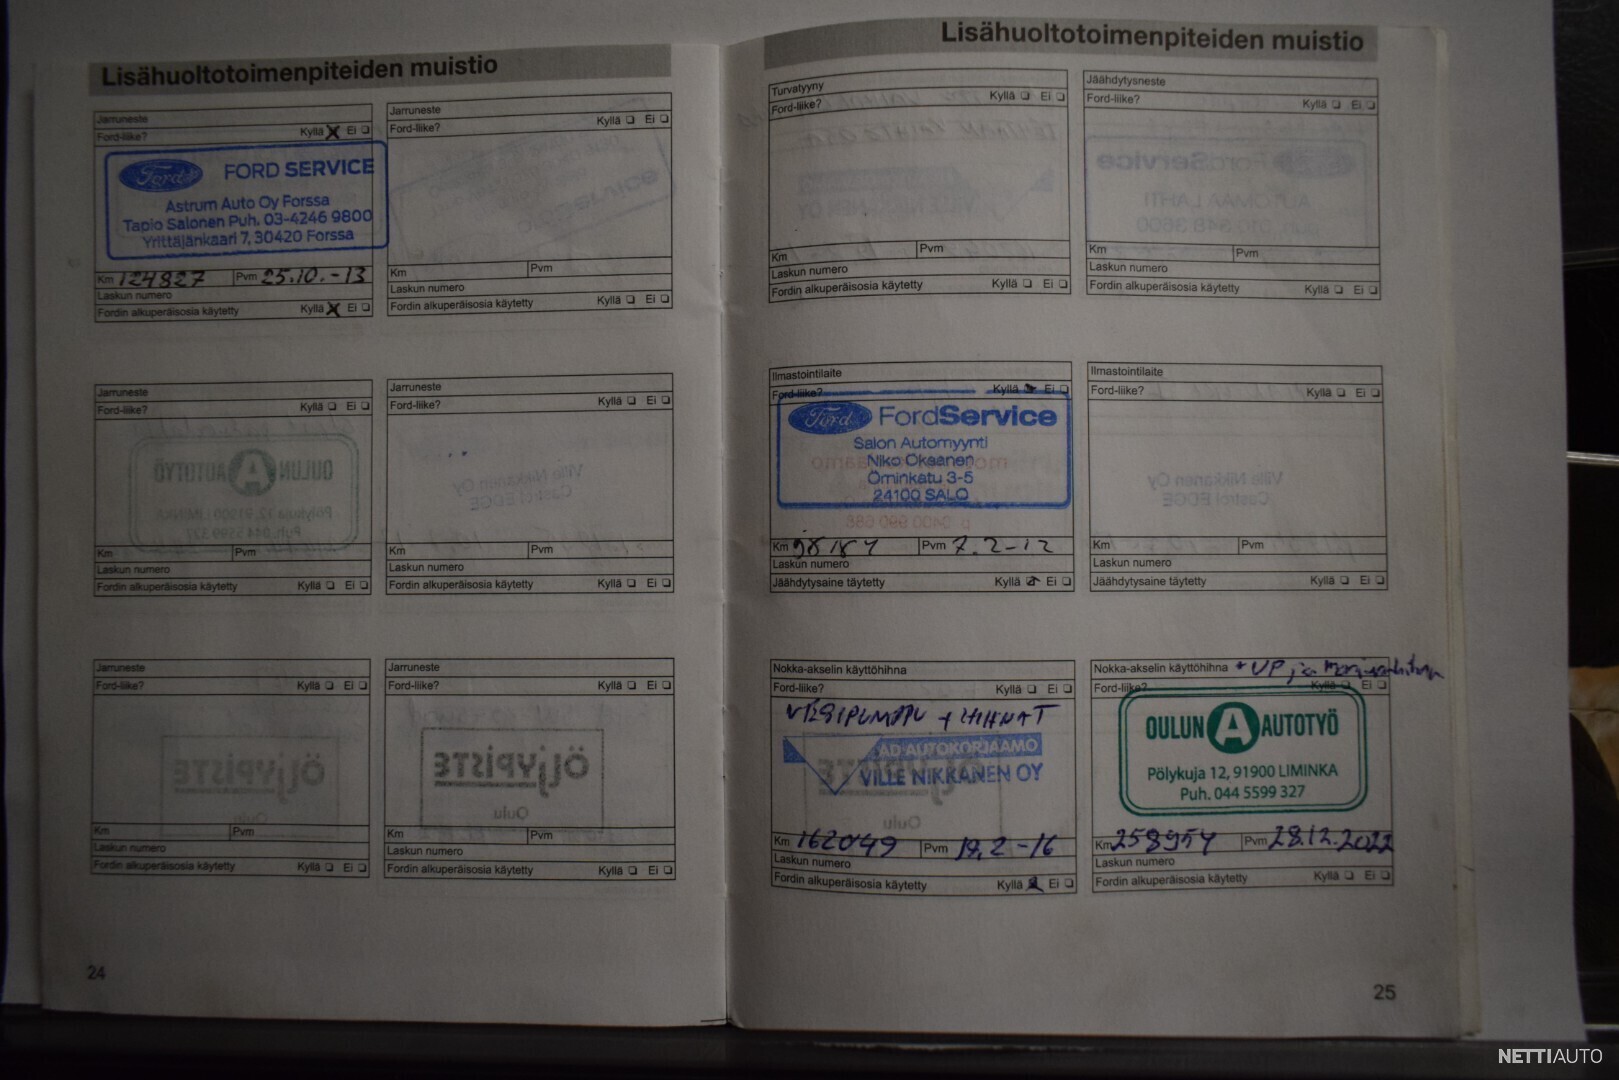 Lisähuoltotoimenpiteiden muistio
Jarruneste
Ford-liike? Kyllä Ei
FORD SERVICE
Astrum Auto Oy Forssa
Tapio Salonen Puh. 03-4246 9800
Yrittäjänkaari 7, 30420 Forssa
Km 124827 Pvm 25.10.-13
Laskun numero
Fordin alkuperäisosia käytetty Kyllä Ei
Jarruneste
Ford-liike? Kyllä Ei
Km Pvm
Laskun numero
Fordin alkuperäisosia käytetty Kyllä Ei
Jarruneste
Ford-liike? Kyllä Ei
Km Pvm
Laskun numero
Fordin alkuperäisosia käytetty Kyllä Ei
Jarruneste
Ford-liike? Kyllä Ei
Km Pvm
Laskun numero
Fordin alkuperäisosia käytetty Kyllä Ei
Jarruneste
Ford-liike? Kyllä Ei
Km Pvm
Laskun numero
Fordin alkuperäisosia käytetty Kyllä Ei
Jarruneste
Ford-liike? Kyllä Ei
Km Pvm
Laskun numero
Fordin alkuperäisosia käytetty Kyllä Ei
24
Lisähuoltotoimenpiteiden muistio
Turvatyyny
Ford-liike? Kyllä Ei
Km Pvm
Laskun numero
Fordin alkuperäisosia käytetty Kyllä Ei
Jäähdytysneste
Ford-liike? Kyllä Ei
Km Pvm
Laskun numero
Fordin alkuperäisosia käytetty Kyllä Ei
Ilmastointilaite
Ford-liike? Kyllä Ei
Ford FordService
Salon Automyynti
Niko Oksanen
Örninkatu 3-5
24100 SALO
Km 98184 Pvm 7.2-12
Laskun numero
Jäähdytysaine täytetty Kyllä Ei
Ilmastointilaite
Ford-liike? Kyllä Ei
Km Pvm
Laskun numero
Jäähdytysaine täytetty Kyllä Ei
Nokka-akselin käyttöhihna
Ford-liike? Kyllä Ei
VESIPUMPPU + HIHNAT
AD AUTOKORJAAMO
VILLE NIKKANEN OY
Km 162049 Pvm 19.2-16
Laskun numero
Fordin alkuperäisosia käytetty Kyllä Ei
Nokka-akselin käyttöhihna + VP, ja
Ford-liike? Kyllä Ei
OULUN A AUTOTYÖ
Pölykuja 12, 91900 LIMINKA
Puh. 044 5599 327
Km 258954 Pvm 28.12.2022
Laskun numero
Fordin alkuperäisosia käytetty Kyllä Ei
25
NETTIAUTO